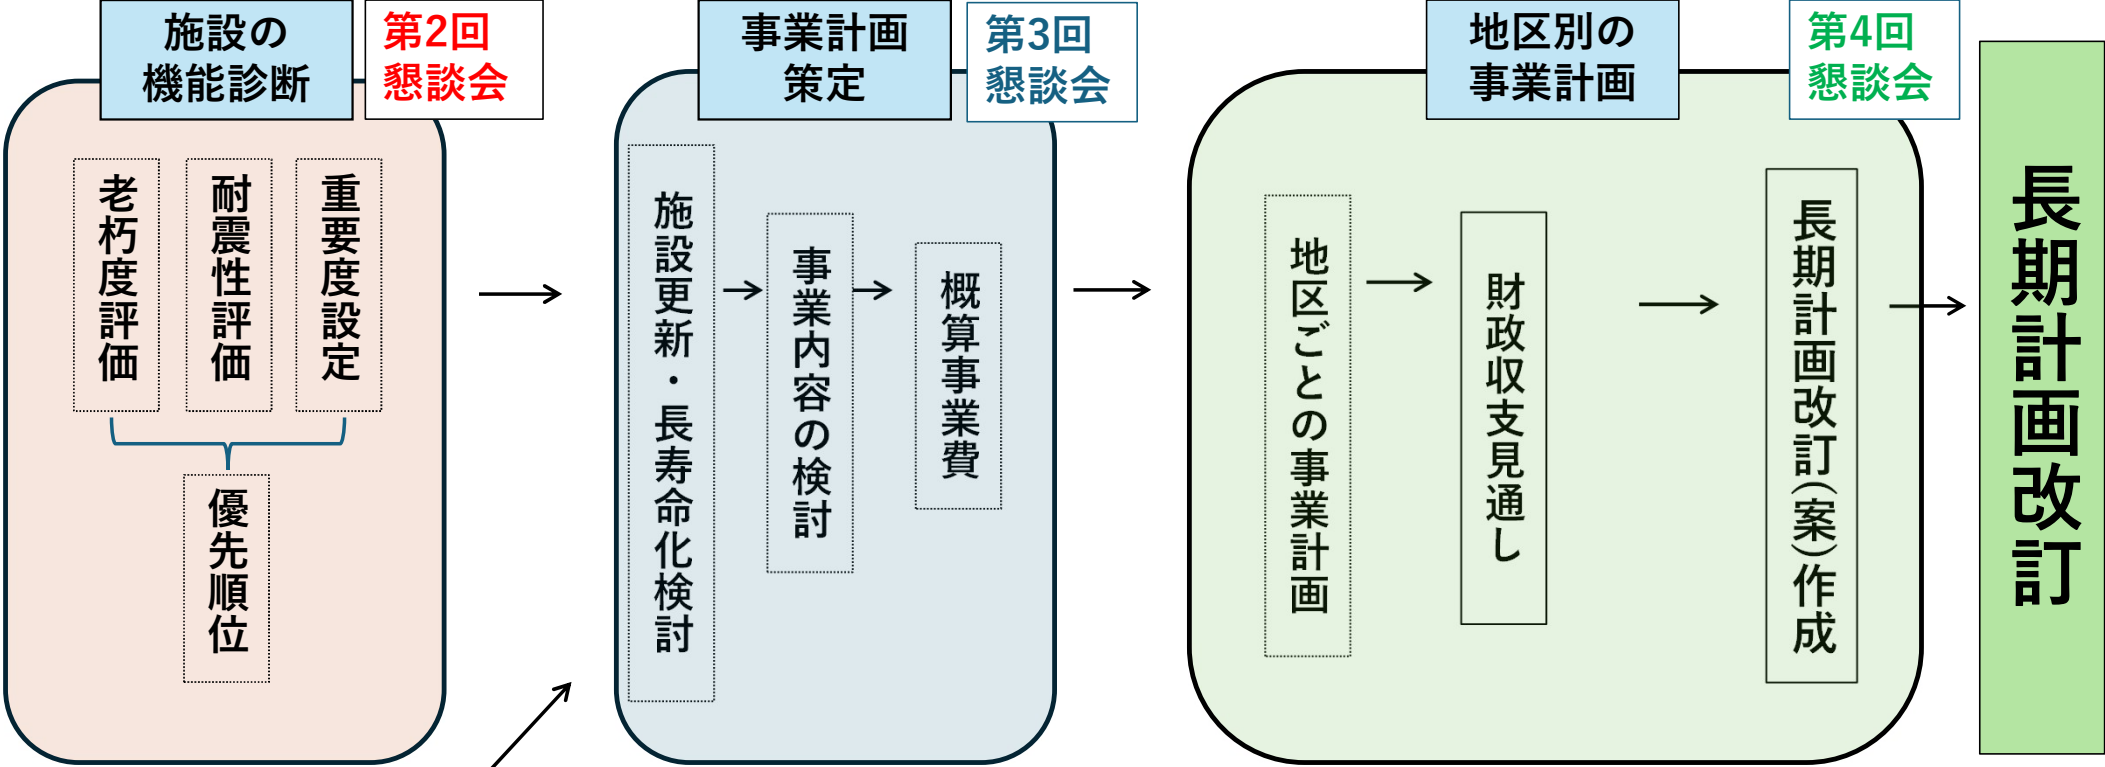 施設の
機能診断
第2回
懇談会
老朽度評価
耐震性評価
重要度設定
優先順位
事業計画
策定
第3回
懇談会
施設更新・長寿命化検討
事業内容の検討
概算事業費
地区別の
事業計画
第4回
懇談会
地区ごとの事業計画
財政収支見通し
長期計画改訂(案)作成
長期計画改訂